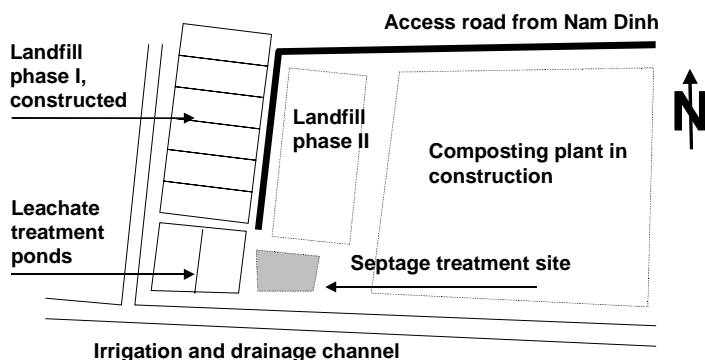 Access road from Nam Dinh
Landfill
phase I,
constructed
Landfill
phase II
N
Composting plant in
construction
Leachate
treatment
ponds
Septage treatment site
Irrigation and drainage channel